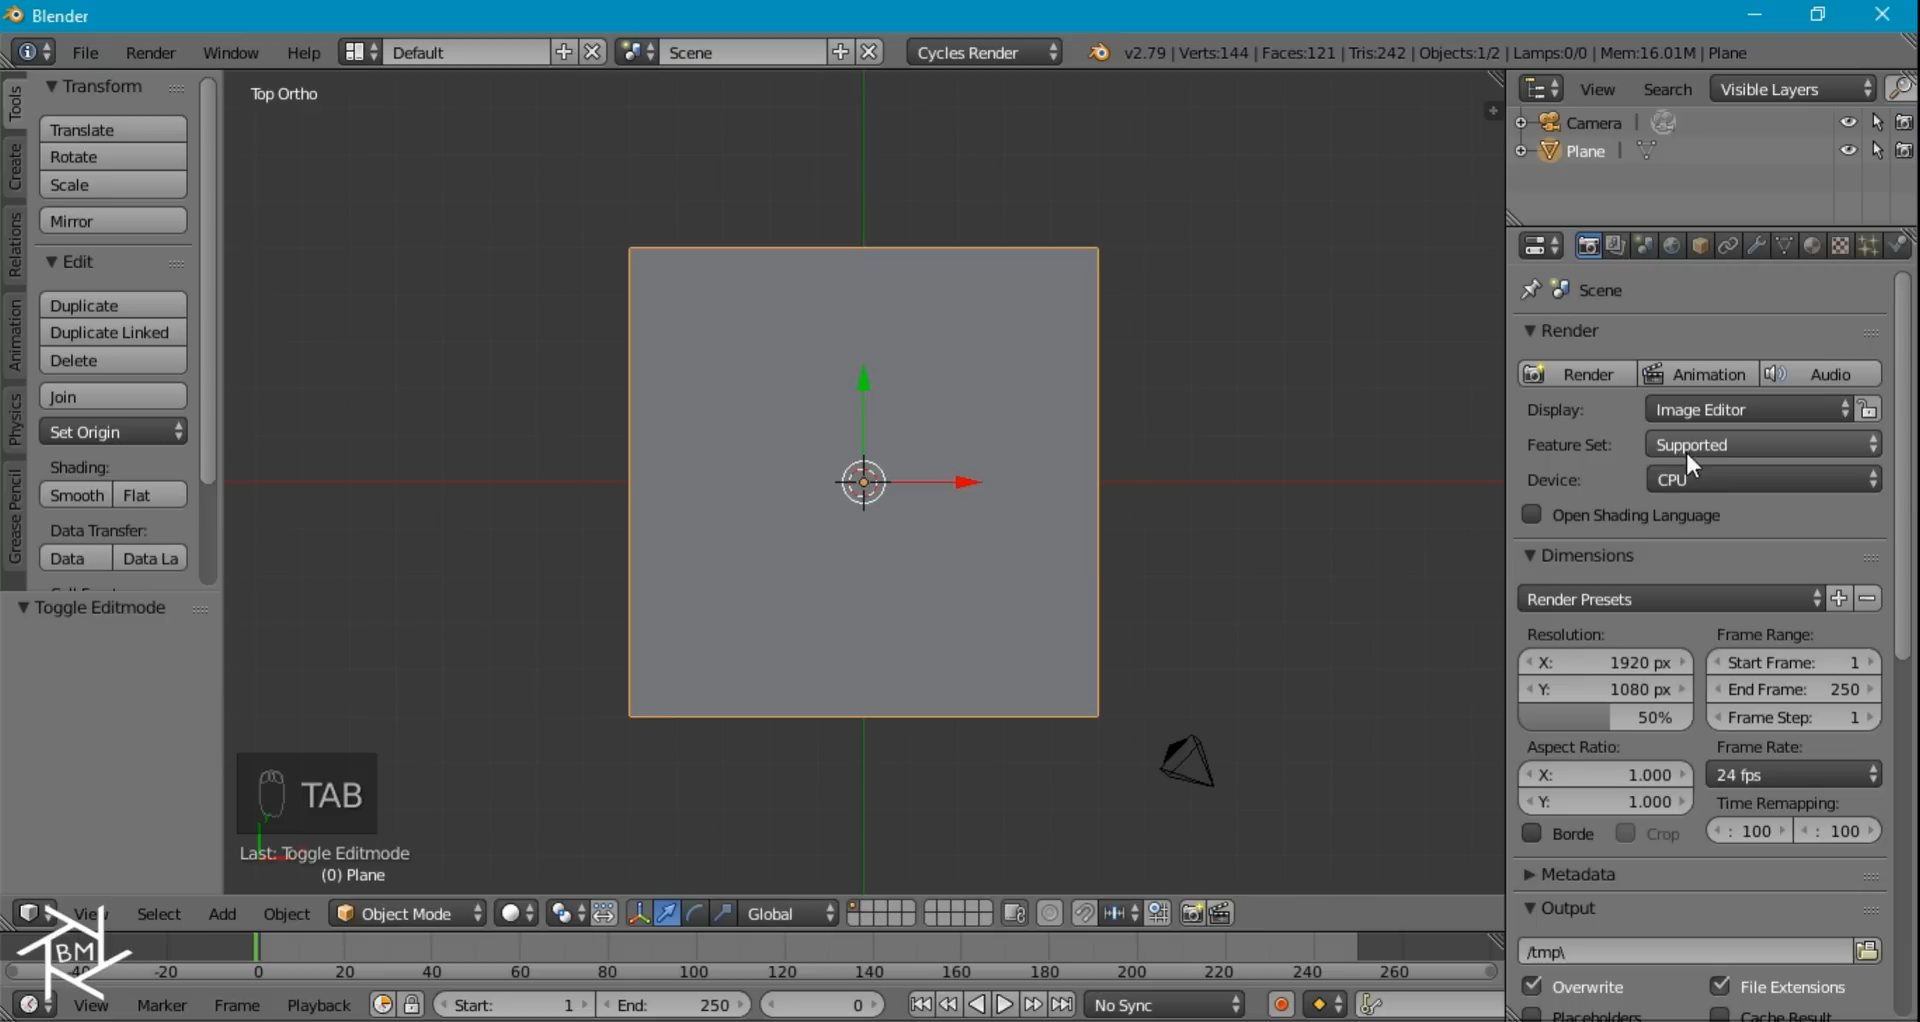 Blender
File Render Window Help Default Scene Cycles Render v2.79 | Verts:144 | Faces:121 | Tris:242 | Objects:1/2 | Lamps:0/0 | Mem:16.01M | Plane
Tools
Create
Relations
Animation
Physics
Grease Pencil
Transform
Translate
Rotate
Scale
Mirror
Edit
Duplicate
Duplicate Linked
Delete
Join
Set Origin
Shading:
Smooth Flat
Data Transfer:
Data Data La
Toggle Editmode
Top Ortho
TAB
Last: Toggle Editmode
(0) Plane
View Select Add Object Object Mode Global
BM
-40 -20 0 20 40 60 80 100 120 140 160 180 200 220 240 260
View Marker Frame Playback Start: 1 End: 250 0 No Sync
View Search Visible Layers
Camera
Plane
Scene
Render
Render Animation Audio
Display: Image Editor
Feature Set: Supported
Device: CPU
Open Shading Language
Dimensions
Render Presets
Resolution: Frame Range:
X: 1920 px Start Frame: 1
Y: 1080 px End Frame: 250
50% Frame Step: 1
Aspect Ratio: Frame Rate:
X: 1.000 24 fps
Y: 1.000 Time Remapping:
Borde Crop : 100 : 100
Metadata
Output
/tmp\
Overwrite File Extensions
Placeholders Cache Result